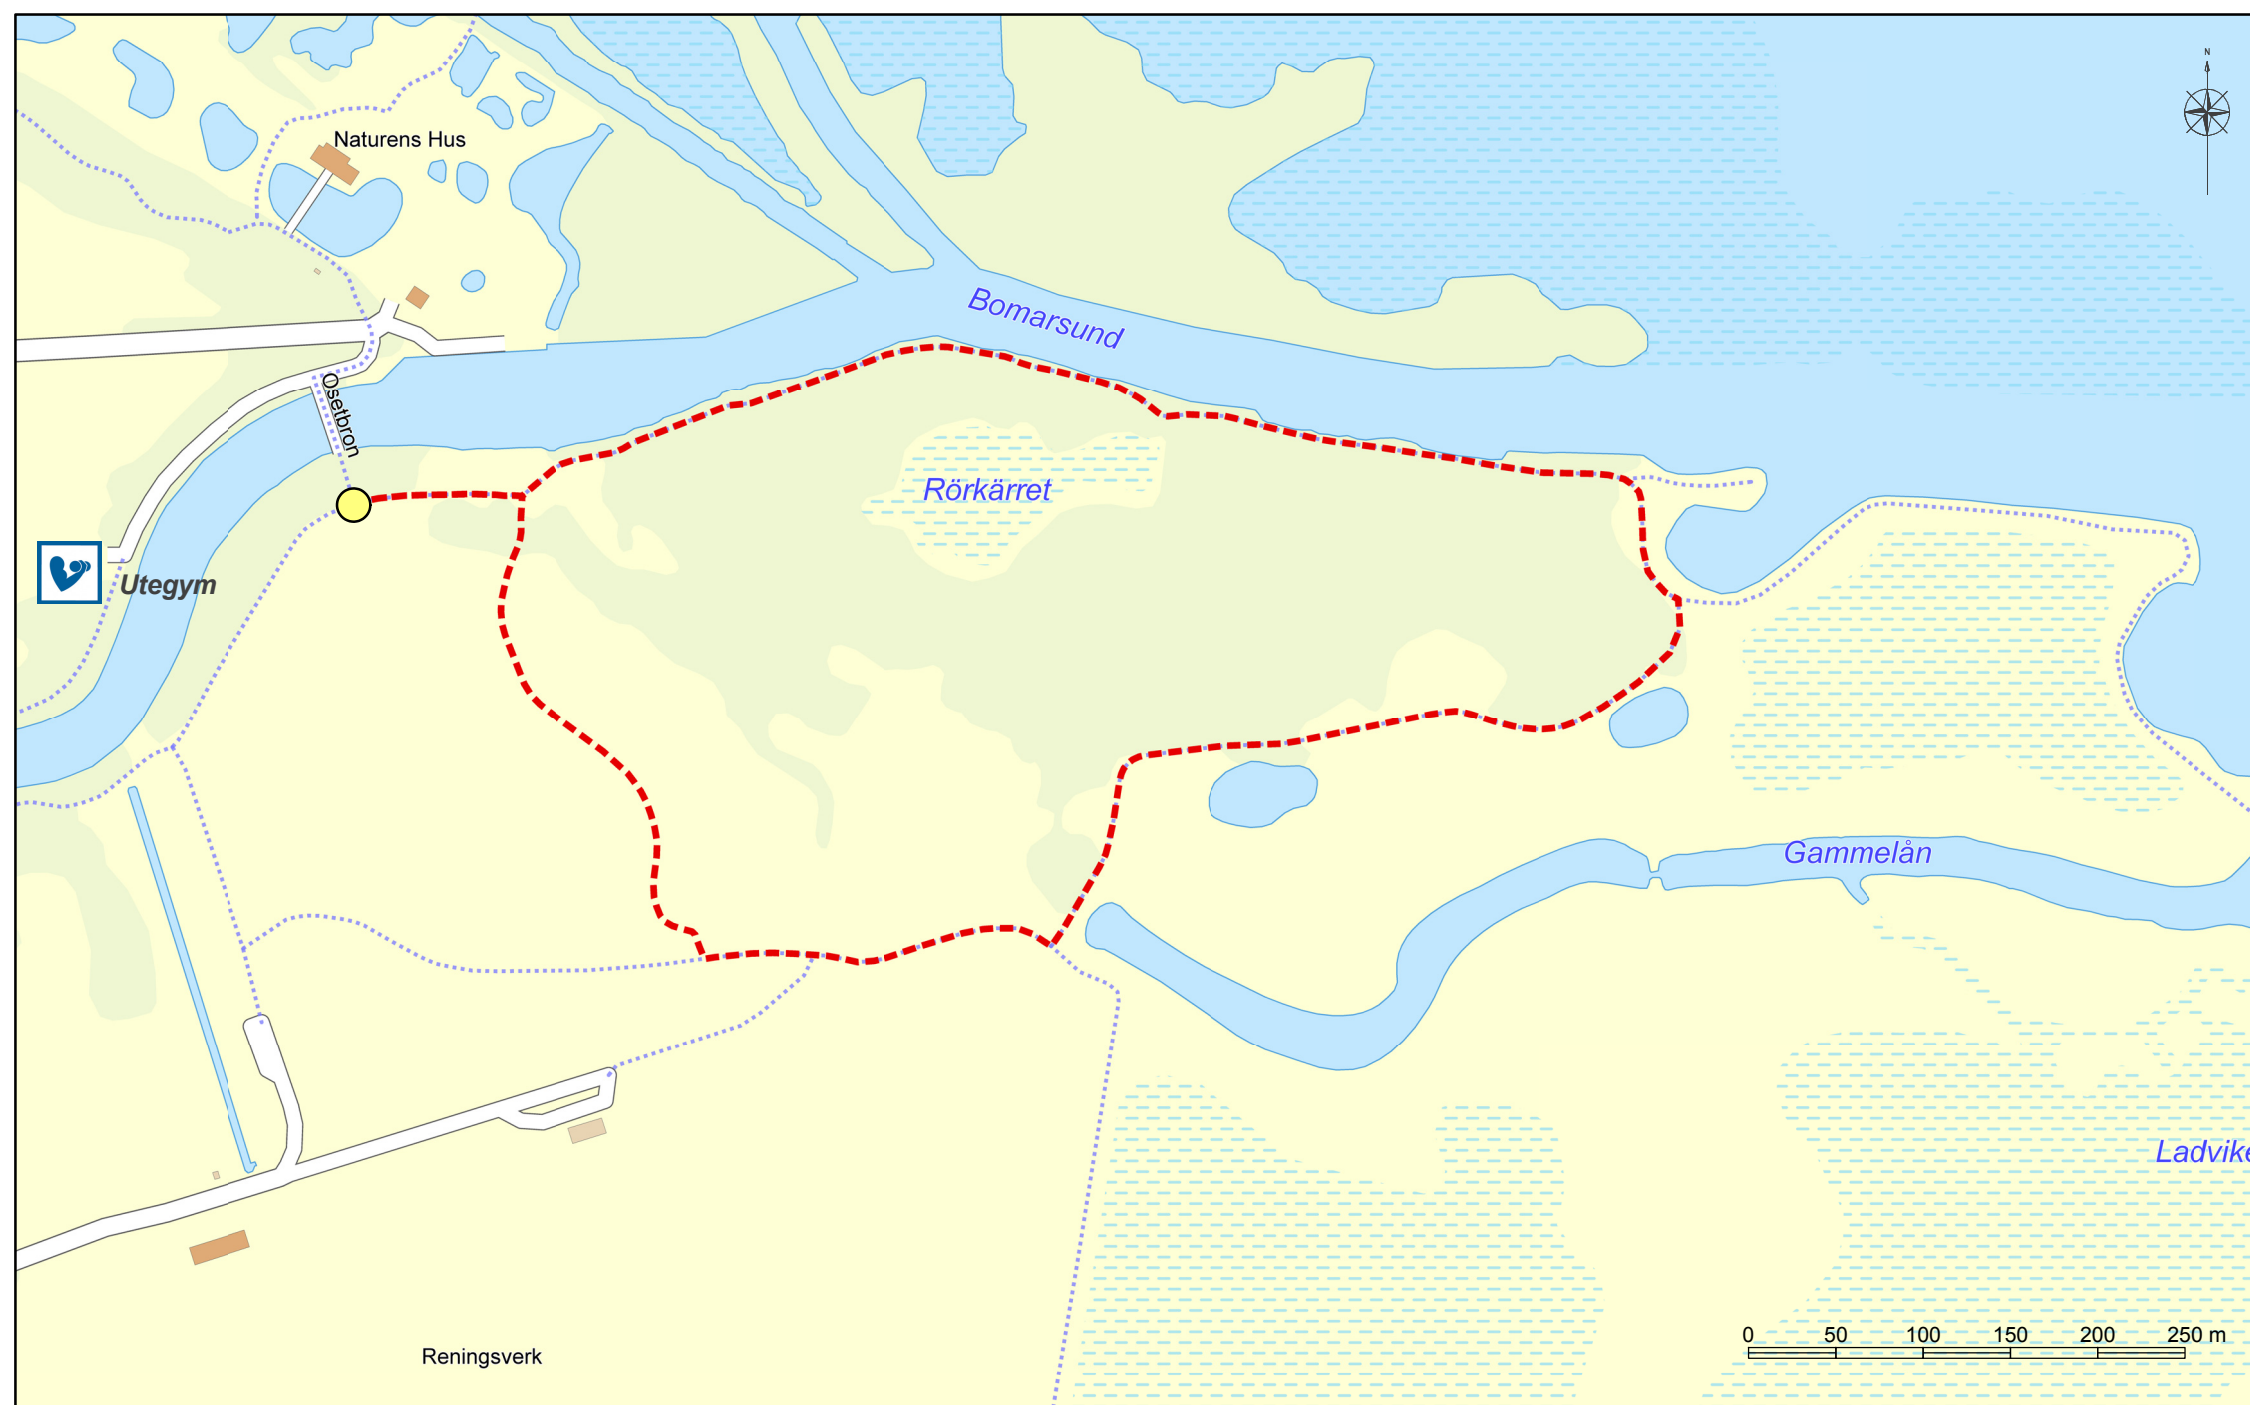 N
Naturens Hus
Bomarsund
Osetbron
Rörkärret
Utegym
Gammelån
Ladvike
0 50 100 150 200 250 m
Reningsverk